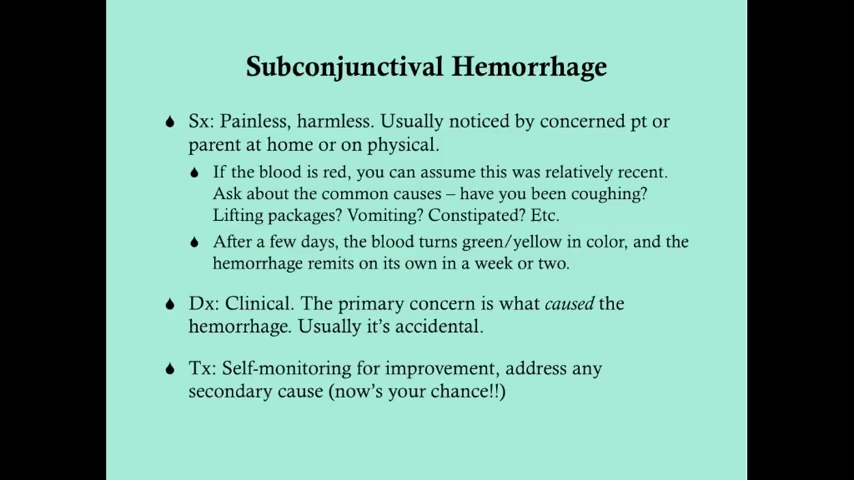 Subconjunctival Hemorrhage
Sx: Painless, harmless. Usually noticed by concerned pt or
parent at home or on physical.
If the blood is red, you can assume this was relatively recent.
Ask about the common causes – have you been coughing?
Lifting packages? Vomiting? Constipated? Etc.
After a few days, the blood turns green/yellow in color, and the
hemorrhage remits on its own in a week or two.
Dx: Clinical. The primary concern is what caused the
hemorrhage. Usually it’s accidental.
Tx: Self-monitoring for improvement, address any
secondary cause (now’s your chance!!)